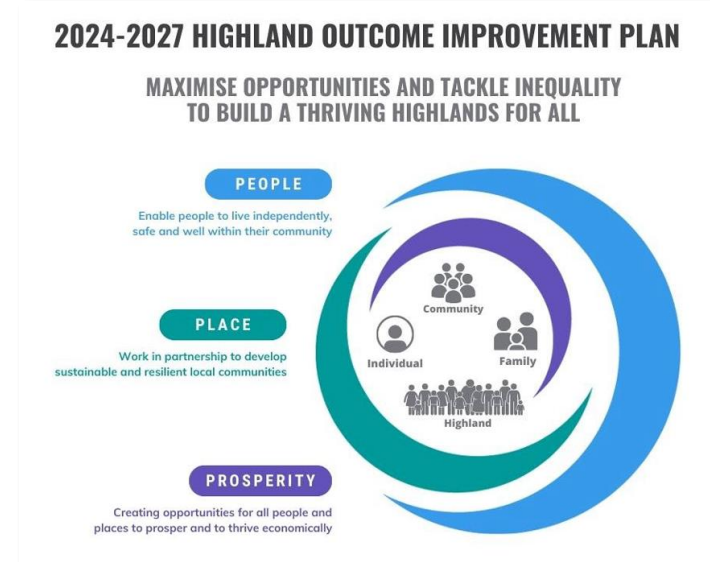 2024-2027 HIGHLAND OUTCOME IMPROVEMENT PLAN
MAXIMISE OPPORTUNITIES AND TACKLE INEQUALITY
TO BUILD A THRIVING HIGHLANDS FOR ALL
PEOPLE
Enable people to live independently,
safe and well within their community
PLACE
Work in partnership to develop
sustainable and resilient local communities
PROSPERITY
Creating opportunities for all people and
places to prosper and to thrive economically
Community
Individual
Family
Highland